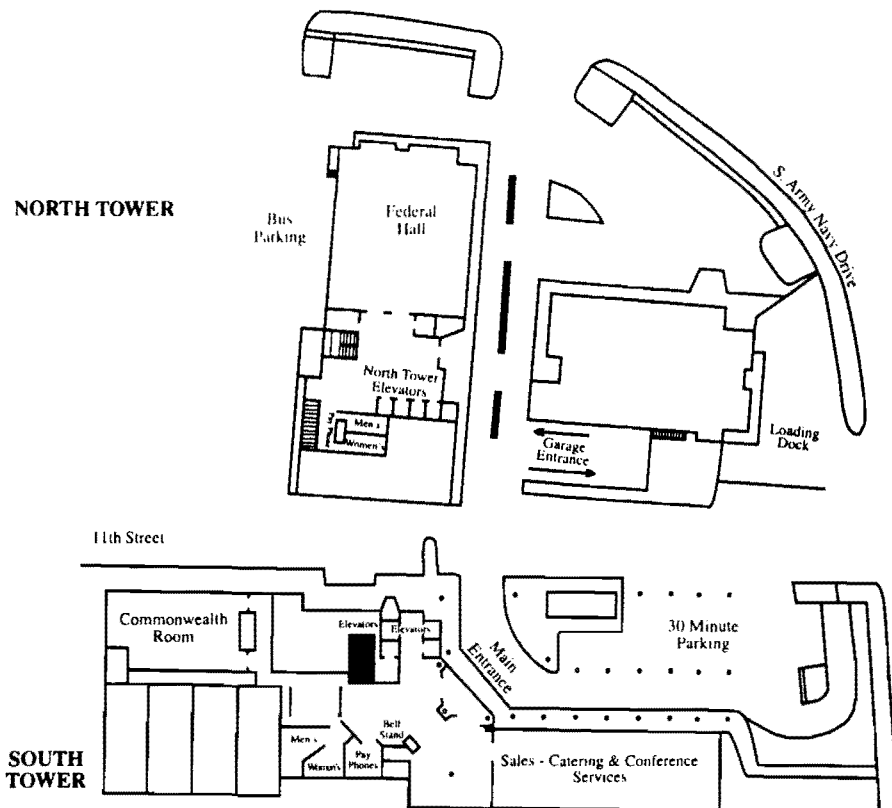 NORTH TOWER
Bus
Parking
Federal
Hall
S. Army Navy Drive
North Tower
Elevators
Pay Phones
Men's
Women's
Garage
Entrance
Loading
Dock
11th Street
Commonwealth
Room
Elevators
Elevators
Main
Entrance
30 Minute
Parking
Bell
Stand
Men's
Women's
Pay
Phones
Sales - Catering & Conference
Services
SOUTH
TOWER